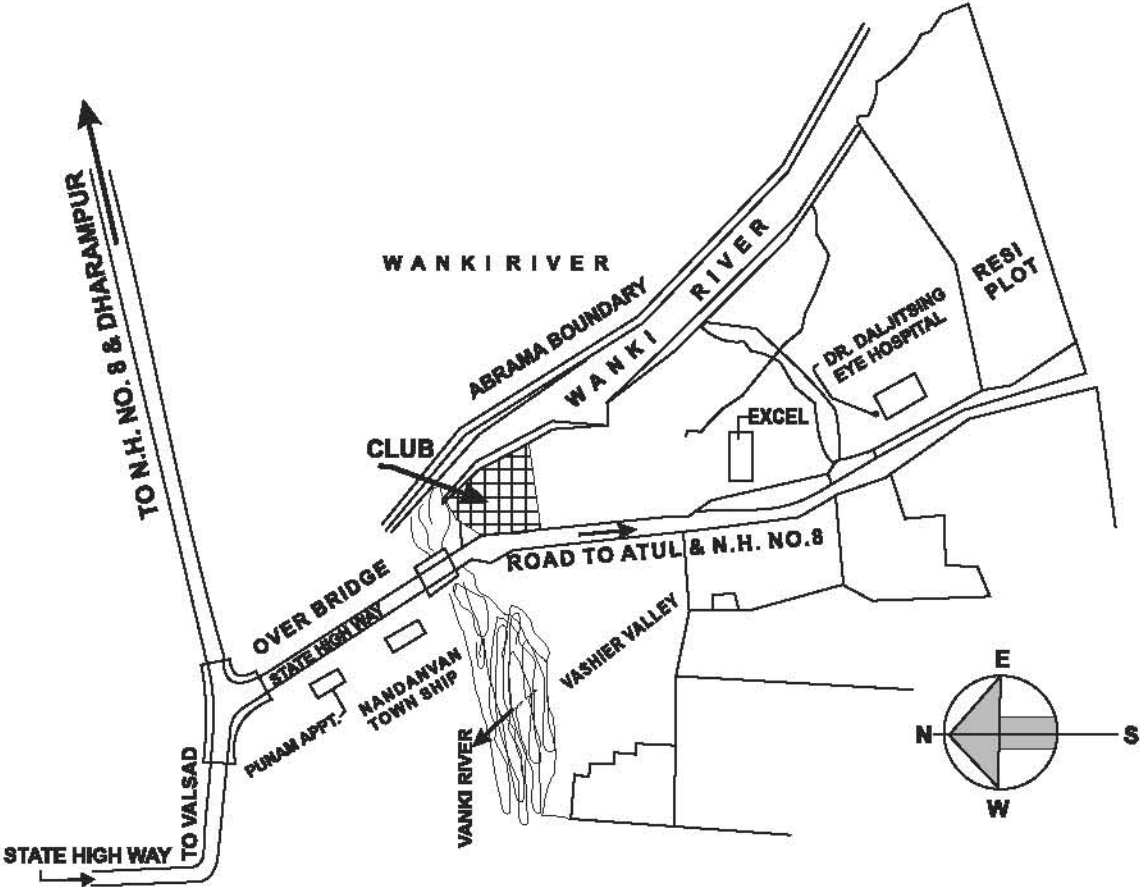 TO N.H. NO. 8 & DHARAMPUR
WANKI RIVER
ABRAMA BOUNDARY
WANKI RIVER
RESI
PLOT
DR. DALJITSING
EYE HOSPITAL
EXCEL
CLUB
ROAD TO ATUL & N.H. NO.8
OVER BRIDGE
STATE HIGH WAY
NANDANVAN
TOWN SHIP
PUNAM APPT.
VASHIER VALLEY
VANKI RIVER
TO VALSAD
STATE HIGH WAY
E
N
S
W